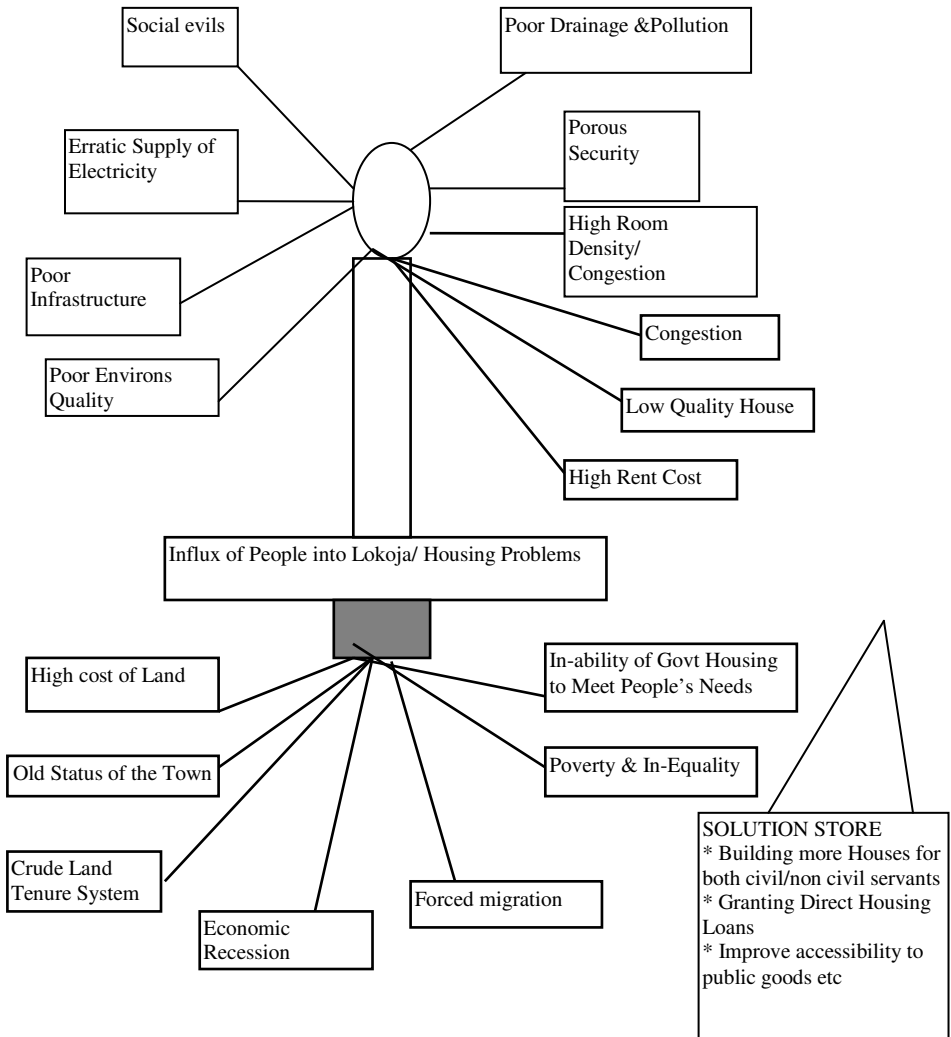 Social evils
Poor Drainage &Pollution
Erratic Supply of
Electricity
Porous
Security
High Room
Density/
Congestion
Poor
Infrastructure
Congestion
Poor Environs
Quality
Low Quality House
High Rent Cost
Influx of People into Lokoja/ Housing Problems
High cost of Land
In-ability of Govt Housing
to Meet People's Needs
Old Status of the Town
Poverty & In-Equality
Crude Land
Tenure System
Forced migration
Economic
Recession
SOLUTION STORE
* Building more Houses for
both civil/non civil servants
* Granting Direct Housing
Loans
* Improve accessibility to
public goods etc